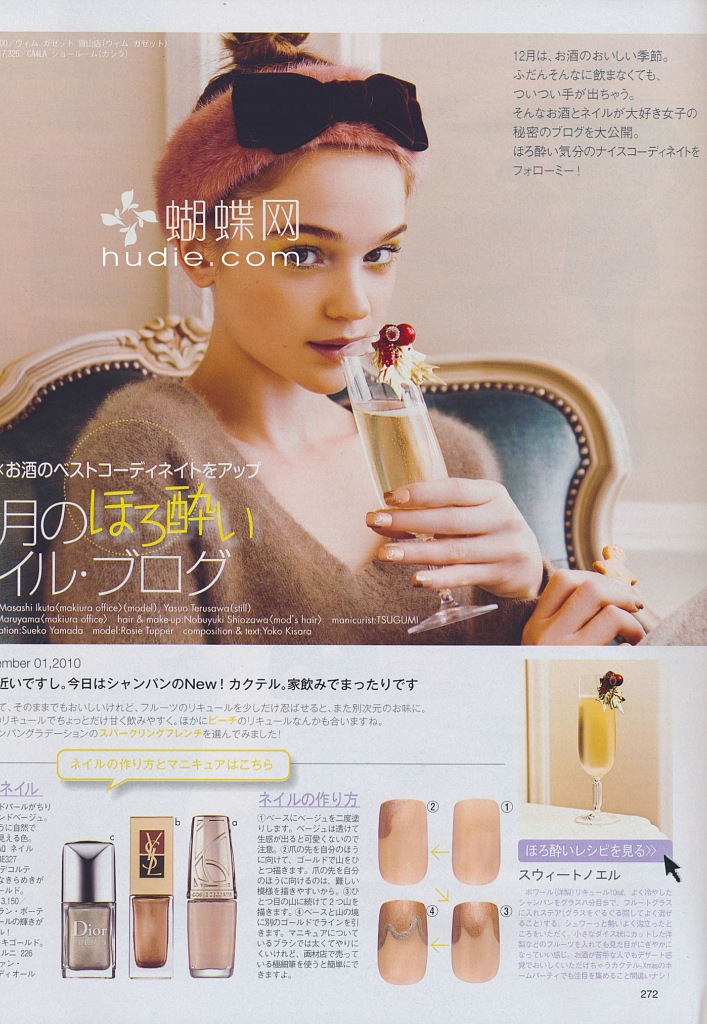 00/ヴィム ガゼット 青山店(ヴィム ガゼット)
7,325/CA4LA ショールーム(カシラ)
12月は、お酒のおいしい季節。
ふだんそんなに飲まなくても、
ついつい手が出ちゃう。
そんなお酒とネイルが大好き女子の
秘密のブログを大公開。
ほろ酔い気分のナイスコーディネイトを
フォローミー!
蝴蝶网
hudie.com
×お酒のベストコーディネイトをアップ
月のほろ酔い
イル・ブログ
Masashi Ikuta〈makiura office〉(model), Yasuo Terusawa(still)
Maruyama〈makiura office〉 hair & make-up:Nobuyuki Shiozawa〈mod's hair〉 manicurist:TSUGUMI
ation:Sueko Yamada model:Rosie Tupper composition & text:Yoko Kisara
ember 01,2010
近いですし。今日はシャンパンのNew! カクテル。家飲みでまったりです
て、そのままでもおいしいけれど、フルーツのリキュールを少しだけ忍ばせると、また別次元のお味に。
リキュールでちょっとだけ甘く飲みやすく。ほかにピーチのリキュールなんかも合いますね。
ンパングラデーションのスパークリングフレンチを選んでみました!
ネイルの作り方とマニキュアはこちら
ネイル
ドパールがちり
ンドベージュ。
うに自然で
見える色。
Q ネイル
E327
デコルテ
なきらめきが
ールド。
3,150/
ラン・ボーテ
ールの輝きが
レ!
キゴールド。
ルニ 226
ァン・
ディオール
c
b
a
Dior
VERNIS
YSL
ネイルの作り方
①ベースにベージュを二度塗
りします。ベージュは透けて
生感が出ると可愛くないので
注意。②爪の先を自分のほう
に向けて、ゴールドで山をひ
とつ描きます。爪の先を自分
のほうに向けるのは、難しい
模様を描きやすいから。③ひ
とつ目の山に続けて2つ山を
描きます。④ベースと山の境
に別のゴールドでラインを引
きます。マニキュアについて
いるブラシでは太くてやりに
くいけれど、画材店で売って
いる極細筆を使うと簡単にで
きますよ。
②
①
④
③
ほろ酔いレシピを見る》
スウィートノエル
ポワール(洋梨)リキュール10ml、よく冷やした
シャンパンをグラス八分目まで、フルートグラス
に入れステア(グラスをぐるぐる回してよく混ぜ
ること)する。シュワーっと勢いよく泡立ったと
ころをいただく。小さなダイス状にカットした洋
梨などのフルーツを入れても見た目がにぎやかに
なっていい感じ。お酒が苦手な人でもデザート感
覚でおいしくいただけちゃうカクテル。Xmasのホ
ームパーティでも注目を集めること間違いナシ!
272